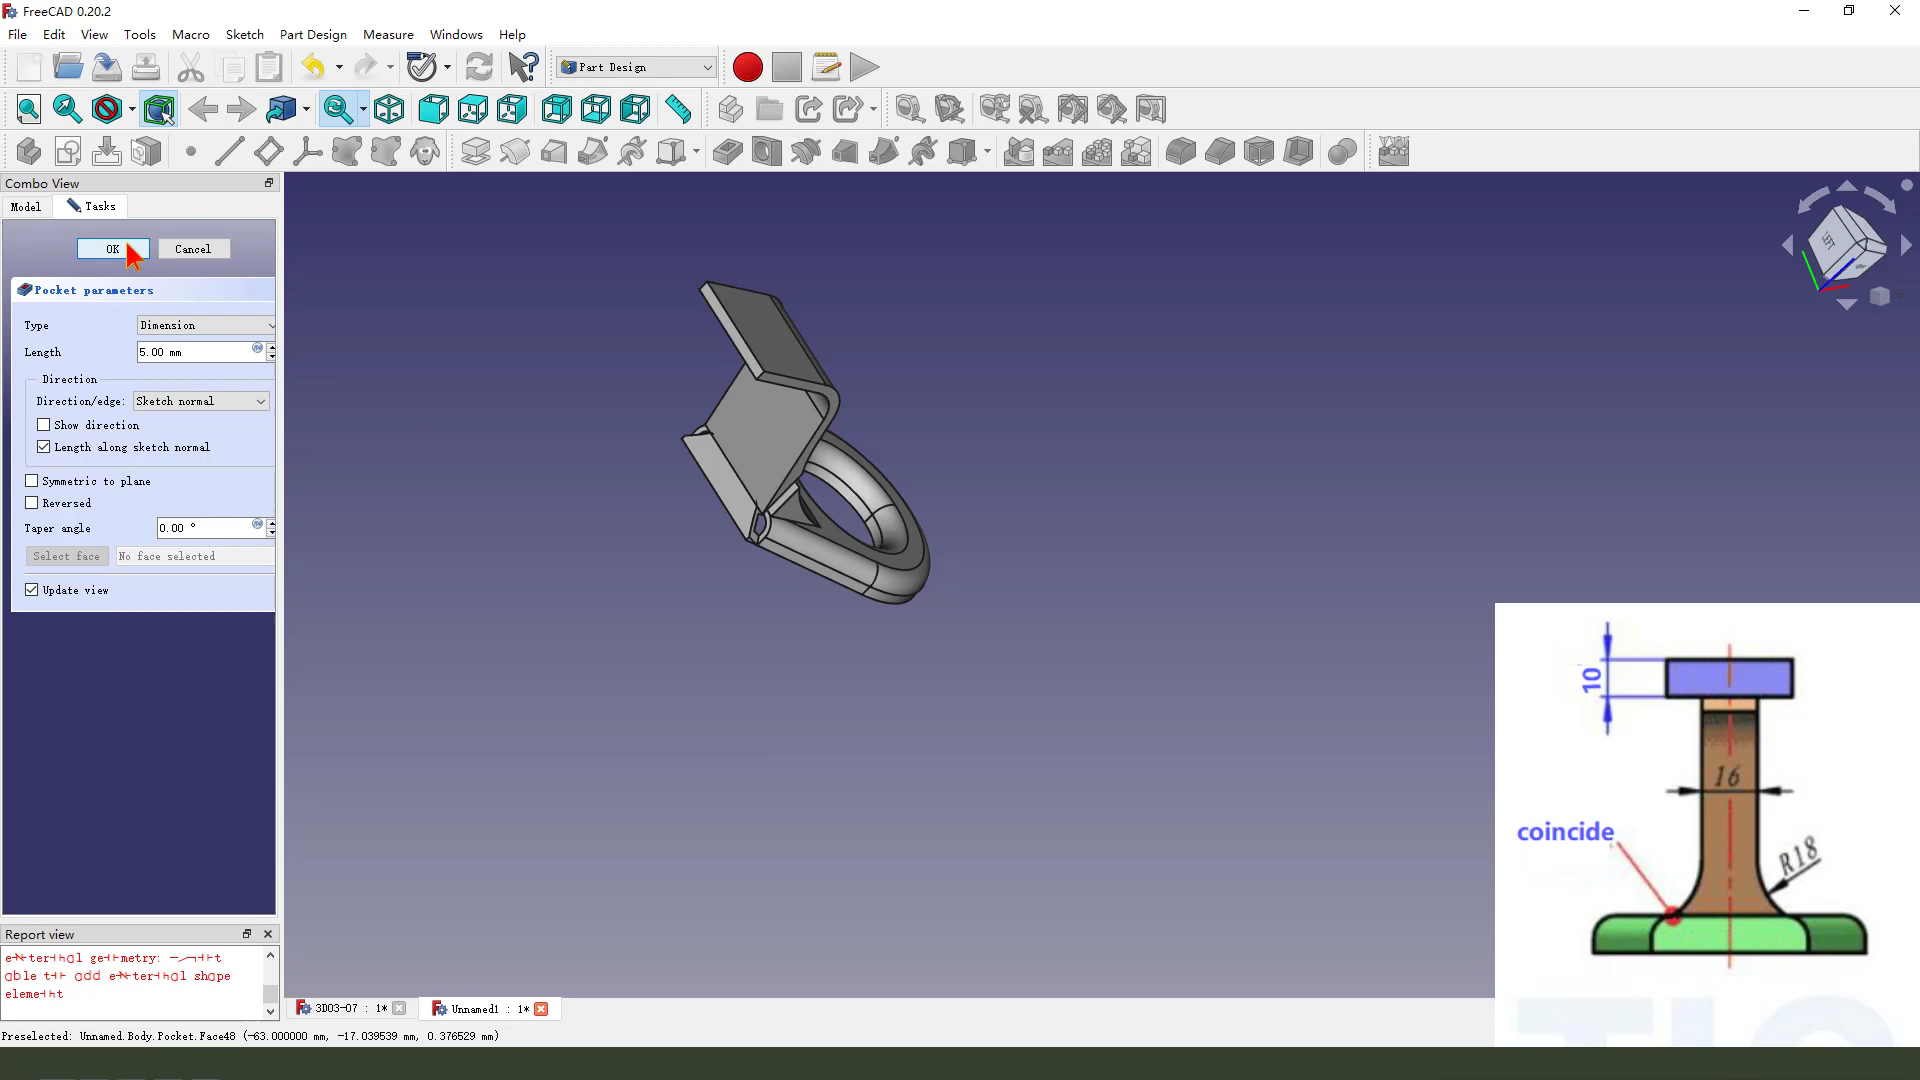 FreeCAD 0.20.2
File Edit View Tools Macro Sketch Part Design Measure Windows Help
Part Design
Combo View
Model Tasks
OK Cancel
Pocket parameters
Type Dimension
Length 5.00 mm
Direction
Direction/edge: Sketch normal
Show direction
Length along sketch normal
Symmetric to plane
Reversed
Taper angle 0.00 °
Select face No face selected
Update view
LEFT
10
16
coincide
R18
Report view
able add shape
3D03-07 : 1*
Unnamed1 : 1*
Preselected: Unnamed.Body.Pocket.Face48 (-63.000000 mm, -17.039539 mm, 0.376529 mm)